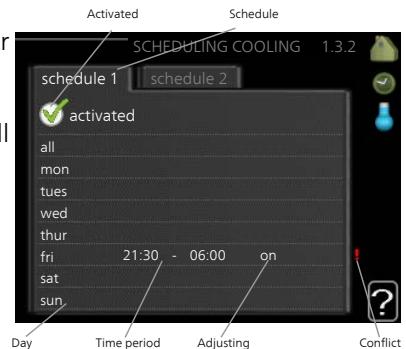 Activated Schedule
r
SCHEDULING COOLING 1.3.2
schedule 1 schedule 2
activated
ll
all
mon
tues
wed
thur
fri 21:30 - 06:00 on !
sat
sun
?
Day Time period Adjusting Conflict